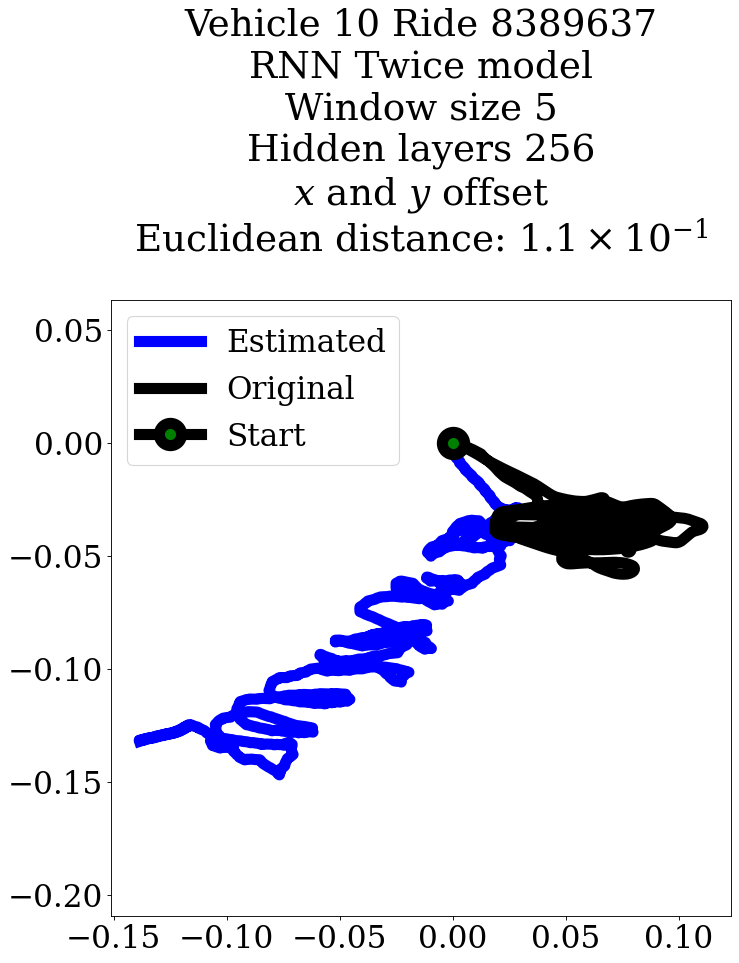 Vehicle 10 Ride 8389637
RNN Twice model
Window size 5
Hidden layers 256
x and y offset
Euclidean distance: 1.1 × 10⁻¹
Estimated
Original
Start
0.05
0.00
−0.05
−0.10
−0.15
−0.20
−0.15 −0.10 −0.05 0.00 0.05 0.10